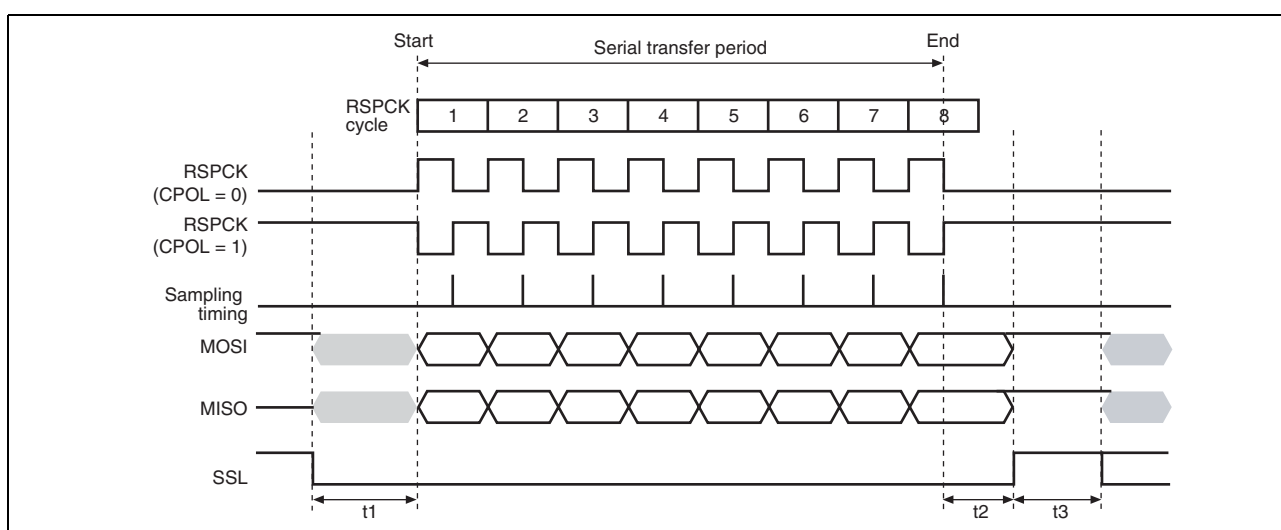 Start
Serial transfer period
End
RSPCK
cycle
1 2 3 4 5 6 7 8
RSPCK
(CPOL = 0)
RSPCK
(CPOL = 1)
Sampling
timing
MOSI
MISO
SSL
t1
t2
t3